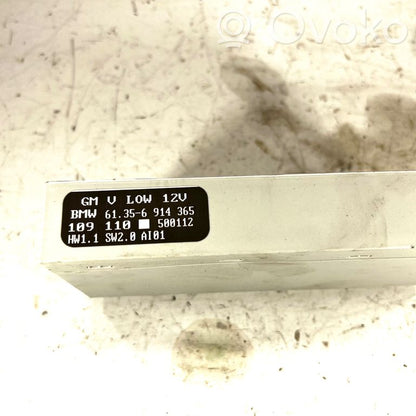 Ovoko
GM V LOW 12V
BMW 61.35-6 914 365
109 110 500112
HW1.1 SW2.0 AI01